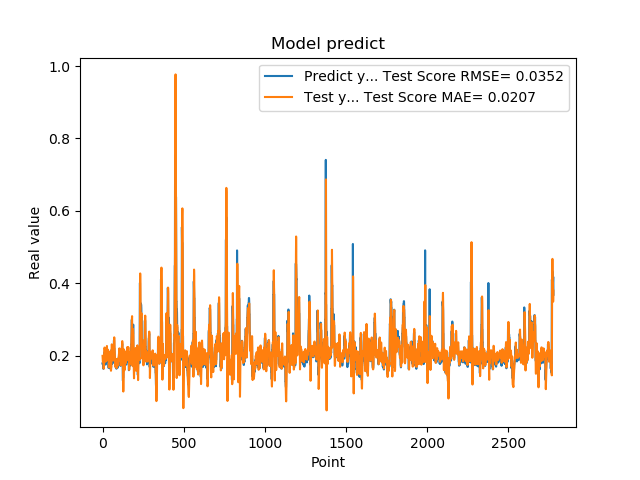 Model predict
Predict y... Test Score RMSE= 0.0352
Test y... Test Score MAE= 0.0207
Real value
1.0
0.8
0.6
0.4
0.2
0
500
1000
1500
2000
2500
Point